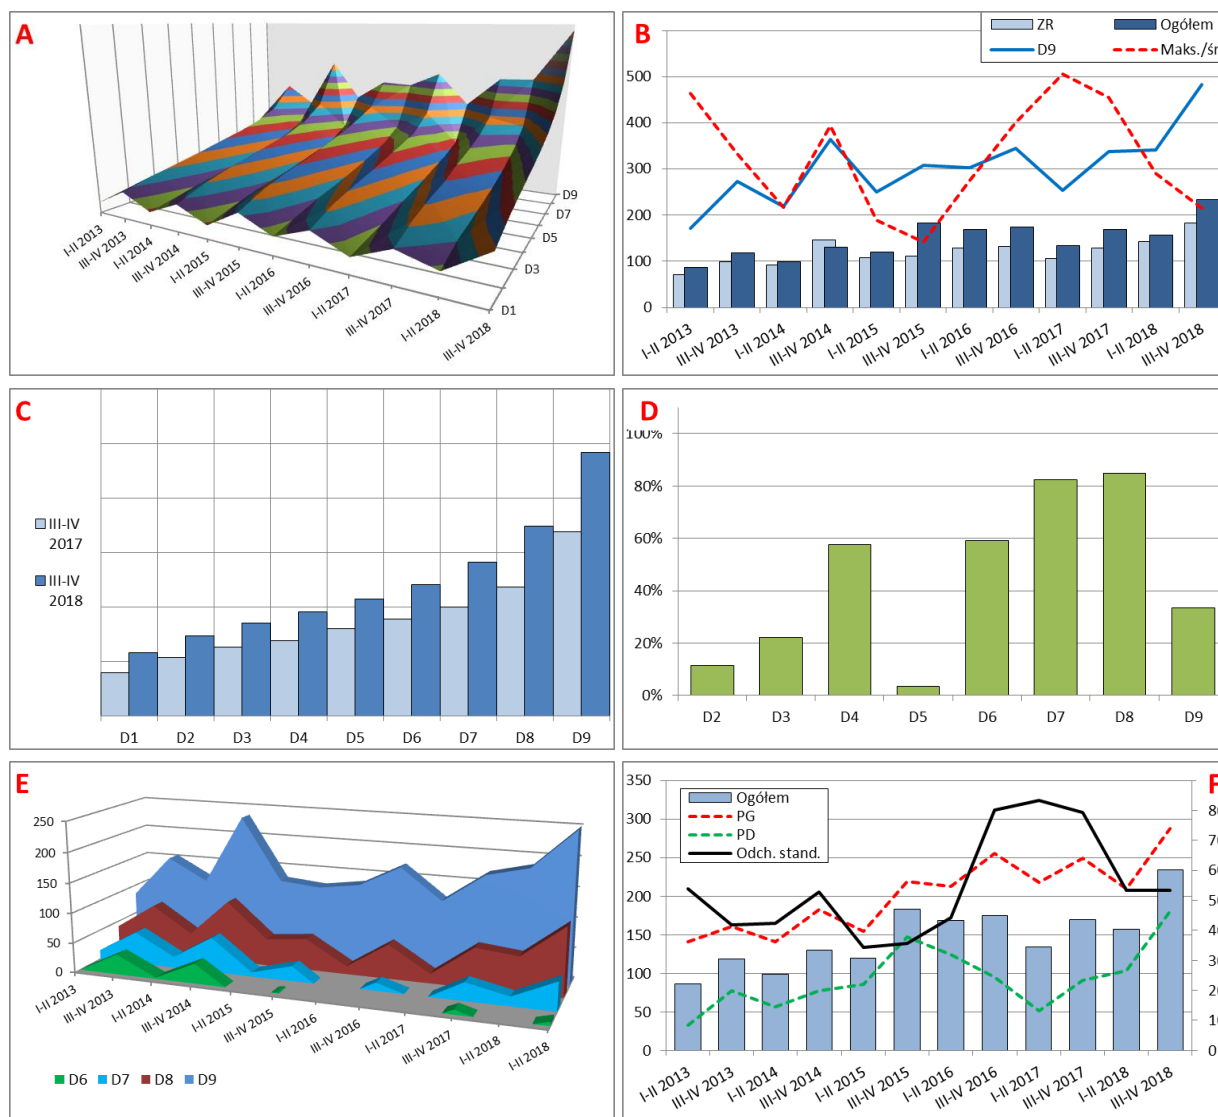 A
I-II 2013
III-IV 2013
I-II 2014
III-IV 2014
I-II 2015
III-IV 2015
I-II 2016
III-IV 2016
I-II 2017
III-IV 2017
I-II 2018
III-IV 2018
D1
D3
D5
D7
D9
B
ZR
Ogółem
D9
Maks./śr
500
400
300
200
100
0
I-II 2013
III-IV 2013
I-II 2014
III-IV 2014
I-II 2015
III-IV 2015
I-II 2016
III-IV 2016
I-II 2017
III-IV 2017
I-II 2018
III-IV 2018
C
III-IV
2017
III-IV
2018
D1
D2
D3
D4
D5
D6
D7
D8
D9
D
100%
80%
60%
40%
20%
0%
D2
D3
D4
D5
D6
D7
D8
D9
E
250
200
150
100
50
0
I-II 2013
III-IV 2013
I-II 2014
III-IV 2014
I-II 2015
III-IV 2015
I-II 2016
III-IV 2016
I-II 2017
III-IV 2017
I-II 2018
I-II 2018
D6
D7
D8
D9
F
Ogółem
PG
PD
Odch. stand.
350
300
250
200
150
100
50
0
I-II 2013
III-IV 2013
I-II 2014
III-IV 2014
I-II 2015
III-IV 2015
I-II 2016
III-IV 2016
I-II 2017
III-IV 2017
I-II 2018
III-IV 2018